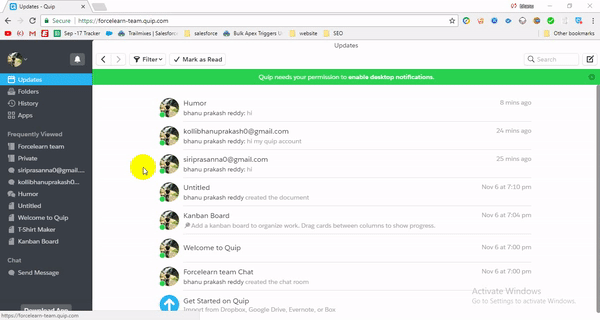 Updates - Quip
Secure
https://forcelearn-team.quip.com
Apps
Sep -17 Tracker
Trailmixes | Salesforce
salesforce
Bulk Apex Triggers U
website
SEO
Other bookmarks
Updates
Filter
Mark as Read
Search
Quip needs your permission to enable desktop notifications.
Updates
Folders
History
Apps
Frequently Viewed
Forcelearn team
Private
siriprasanna0@gmail....
kollibhanuprakash0...
Humor
Untitled
Welcome to Quip
T-Shirt Maker
Kanban Board
Chat
Send Message
Download App
Humor
8 mins ago
bhanu prakash reddy: hi
kollibhanuprakash0@gmail.com
24 mins ago
bhanu prakash reddy: hi my quip account
siriprasanna0@gmail.com
25 mins ago
bhanu prakash reddy: hi
Untitled
Nov 6 at 7:10 pm
bhanu prakash reddy created the document
Kanban Board
Nov 6 at 7:04 pm
Add a kanban board to organize work. Drag cards between columns to show progress.
Welcome to Quip
Nov 6 at 7:00 pm
Forcelearn team Chat
Nov 6 at 7:00 pm
bhanu prakash reddy created the chat room
Get Started on Quip
Import from Dropbox, Google Drive, Evernote, or Box
Activate Windows
Go to Settings to activate Windows.
https://forcelearn-team.quip.com